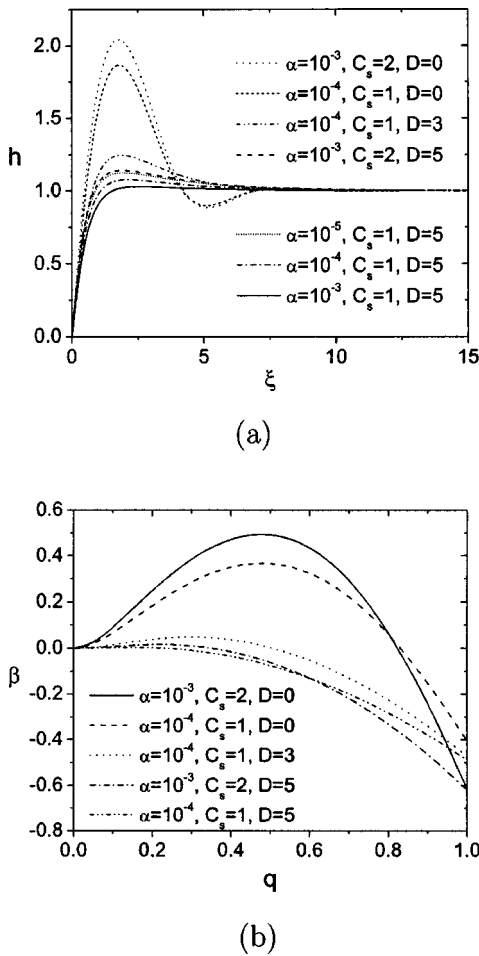 2.0
1.5
h
1.0
0.5
0.0
α=10⁻³, Cₛ=2, D=0
α=10⁻⁴, Cₛ=1, D=0
α=10⁻⁴, Cₛ=1, D=3
α=10⁻³, Cₛ=2, D=5
α=10⁻⁵, Cₛ=1, D=5
α=10⁻⁴, Cₛ=1, D=5
α=10⁻³, Cₛ=1, D=5
0 5 10 15
ξ
(a)
0.6
0.4
0.2
0.0
β
-0.2
-0.4
-0.6
-0.8
α=10⁻³, Cₛ=2, D=0
α=10⁻⁴, Cₛ=1, D=0
α=10⁻⁴, Cₛ=1, D=3
α=10⁻³, Cₛ=2, D=5
α=10⁻⁴, Cₛ=1, D=5
0.0 0.2 0.4 0.6 0.8 1.0
q
(b)